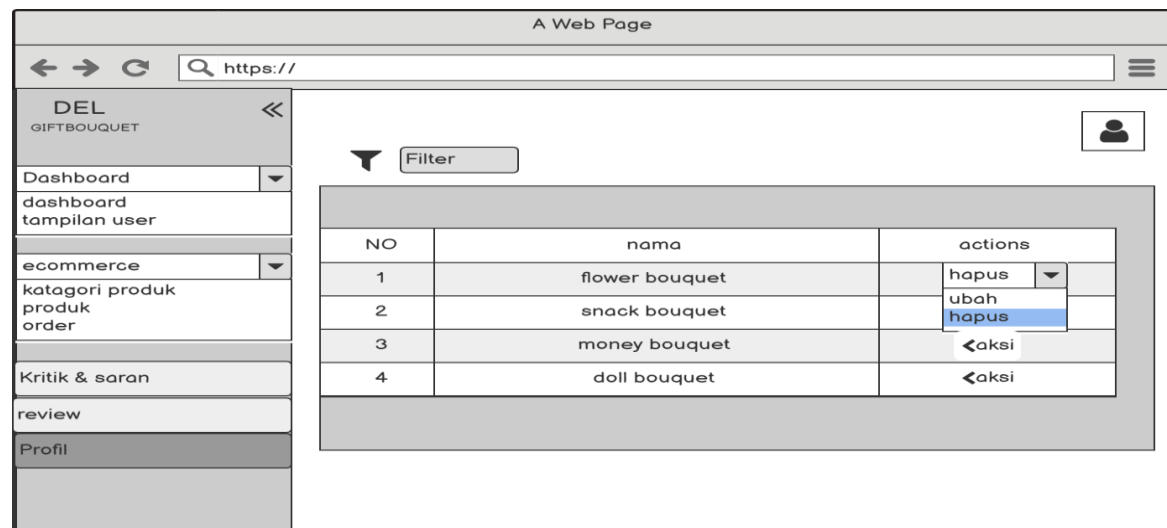 A Web Page
https://
DEL
GIFTBOUQUET
Dashboard
dashboard
tampilan user
ecommerce
katagori produk
produk
order
Kritik & saran
review
Profil
Filter
NO nama actions
1 flower bouquet hapus
ubah
2 snack bouquet hapus
3 money bouquet aksi
4 doll bouquet aksi